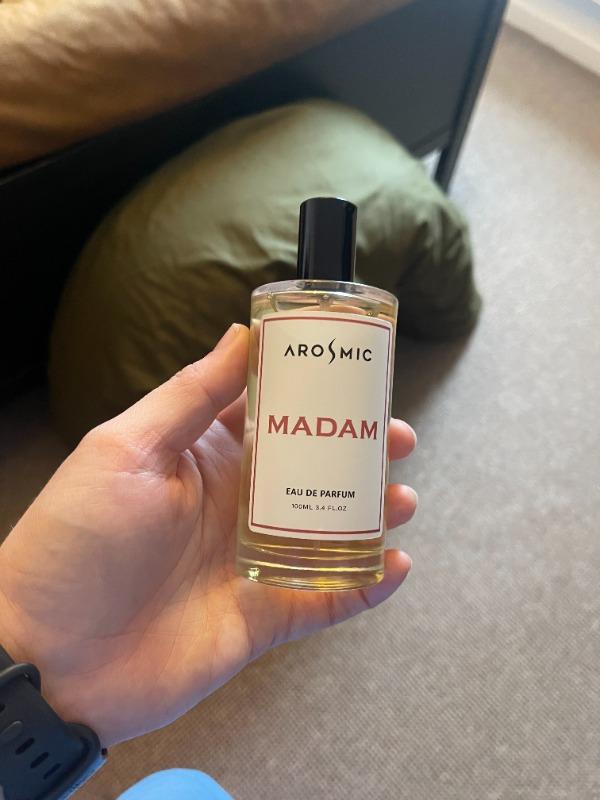 AROSMIC
MADAM
EAU DE PARFUM
100ML 3.4 FL.OZ